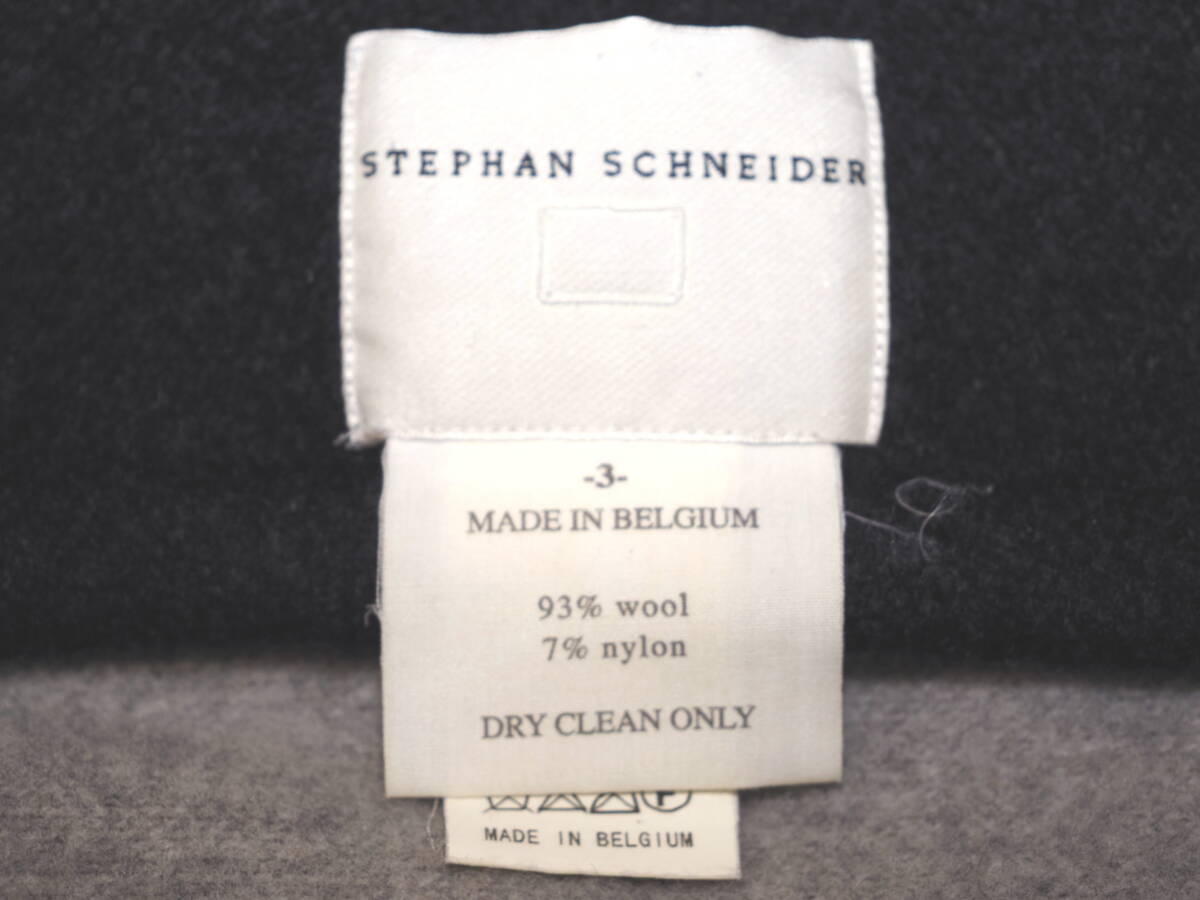 STEPHAN SCHNEIDER
-3-
MADE IN BELGIUM
93% wool
7% nylon
DRY CLEAN ONLY
P
MADE IN BELGIUM